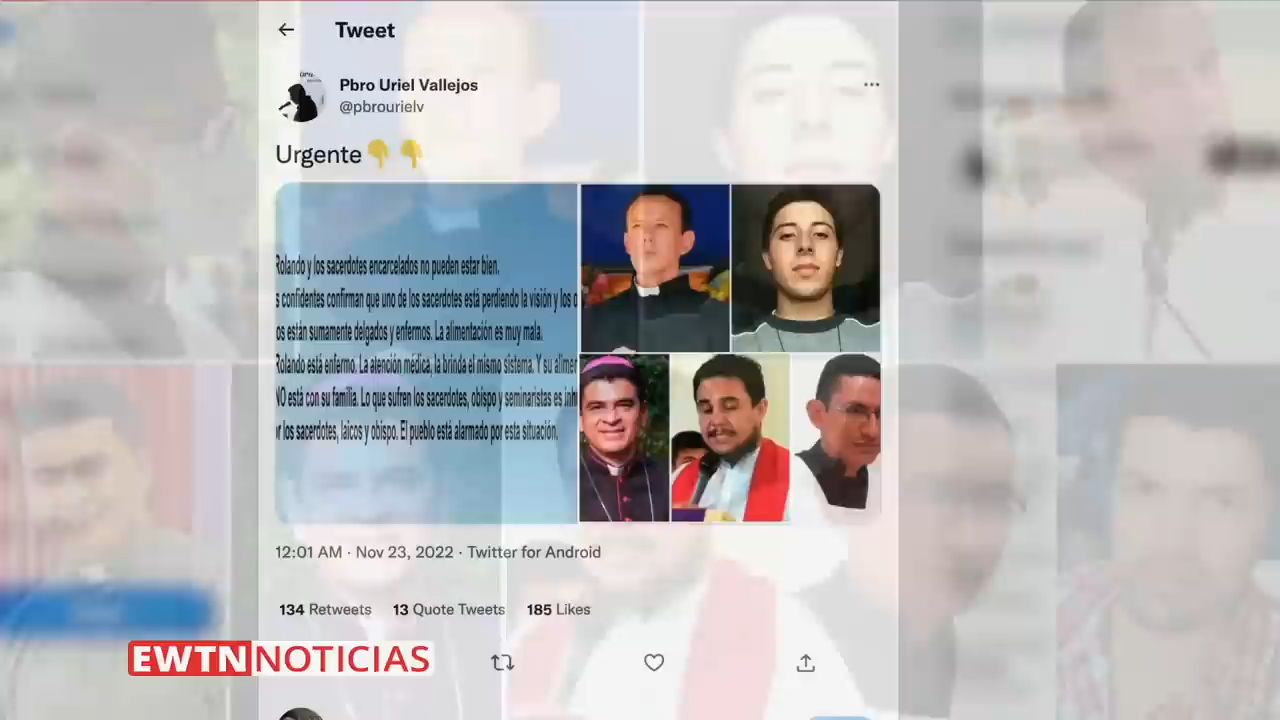 Tweet
Pbro Uriel Vallejos
@pbrourielv
Urgente
Rolando y los sacerdotes encarcelados no pueden estar bien.
s confidentes confirman que uno de los sacerdotes está perdiendo la visión y los o
os están sumamente delgados y enfermos. La alimentación es muy mala.
Rolando está enfermo. La atención médica, la brinda el mismo sistema. Y su alimen
NO está con su familia. Lo que sufren los sacerdotes, obispo y seminaristas es
r los sacerdotes, laicos y obispo. El pueblo está alarmado por esta situación.
12:01 AM · Nov 23, 2022 · Twitter for Android
134 Retweets 13 Quote Tweets 185 Likes
EWTN NOTICIAS